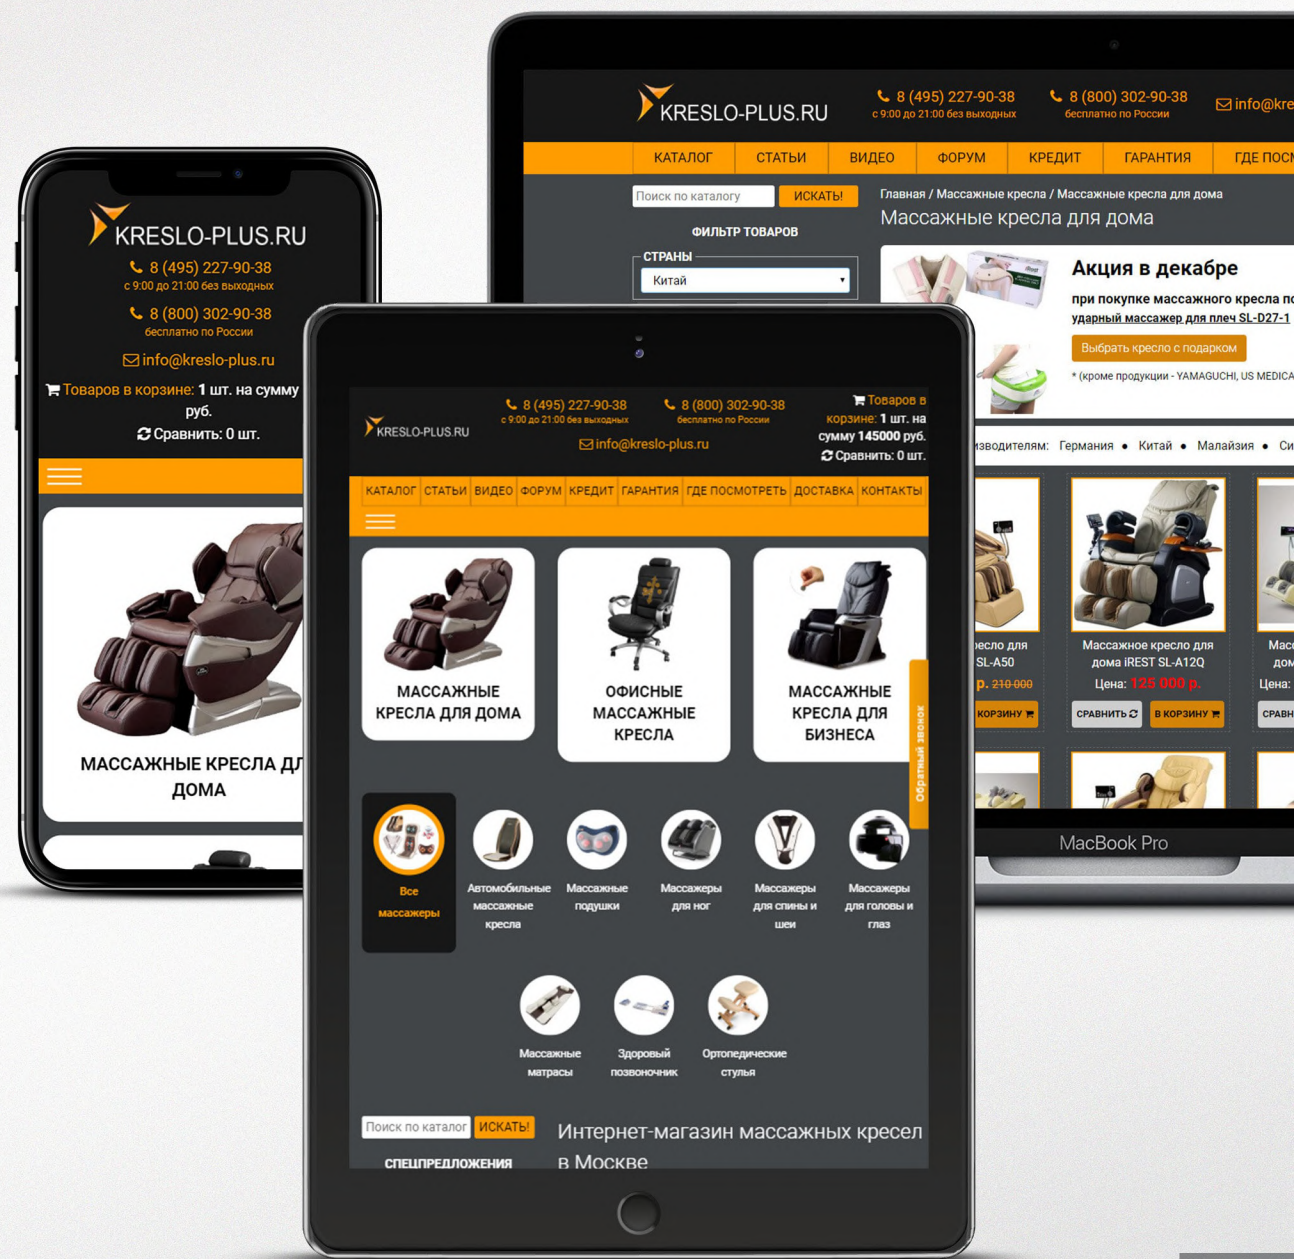 KRESLO-PLUS.RU
8 (495) 227-90-38
с 9:00 до 21:00 без выходных
8 (800) 302-90-38
бесплатно по России
info@kreslo-plus.ru
Товаров в корзине: 1 шт. на сумму
руб.
Сравнить: 0 шт.
МАССАЖНЫЕ КРЕСЛА
ДОМА
KRESLO-PLUS.RU
8 (495) 227-90-38
с 9:00 до 21:00 без выходных
8 (800) 302-90-38
бесплатно по России
info@kreslo-plus.ru
Товаров в
корзине: 1 шт. на
сумму 145000 руб.
Сравнить: 0 шт.
КАТАЛОГ СТАТЬИ ВИДЕО ФОРУМ КРЕДИТ ГАРАНТИЯ ГДЕ ПОСМОТРЕТЬ ДОСТАВКА КОНТАКТЫ
МАССАЖНЫЕ
КРЕСЛА ДЛЯ ДОМА
ОФИСНЫЕ
МАССАЖНЫЕ
КРЕСЛА
МАССАЖНЫЕ
КРЕСЛА ДЛЯ
БИЗНЕСА
Обратный звонок
Все
массажеры
Автомобильные
массажные
кресла
Массажные
подушки
Массажеры
для ног
Массажеры
для спины и
шеи
Массажеры
для головы и
глаз
Массажные
матрасы
Здоровый
позвоночник
Ортопедические
стулья
Поиск по каталог
ИСКАТЬ!
СПЕЦПРЕДЛОЖЕНИЯ
Интернет-магазин массажных кресел
в Москве
KRESLO-PLUS.RU
8 (495) 227-90-38
с 9:00 до 21:00 без выходных
8 (800) 302-90-38
бесплатно по России
info@kre
КАТАЛОГ СТАТЬИ ВИДЕО ФОРУМ КРЕДИТ ГАРАНТИЯ ГДЕ ПОСМ
Поиск по каталогу
ИСКАТЬ!
ФИЛЬТР ТОВАРОВ
СТРАНЫ
Китай
Главная / Массажные кресла / Массажные кресла для дома
Массажные кресла для дома
Акция в декабре
при покупке массажного кресла по
ударный массажер для плеч SL-D27-1
Выбрать кресло с подарком
* (кроме продукции - YAMAGUCHI, US MEDICA
изводителям: Германия ● Китай ● Малайзия ● Си
есло для
SL-A50
р. 210 000
КОРЗИНУ
Массажное кресло для
дома iREST SL-A12Q
Цена: 125 000 р.
СРАВНИТЬ
В КОРЗИНУ
Масс
дом
Цена:
СРАВН
MacBook Pro